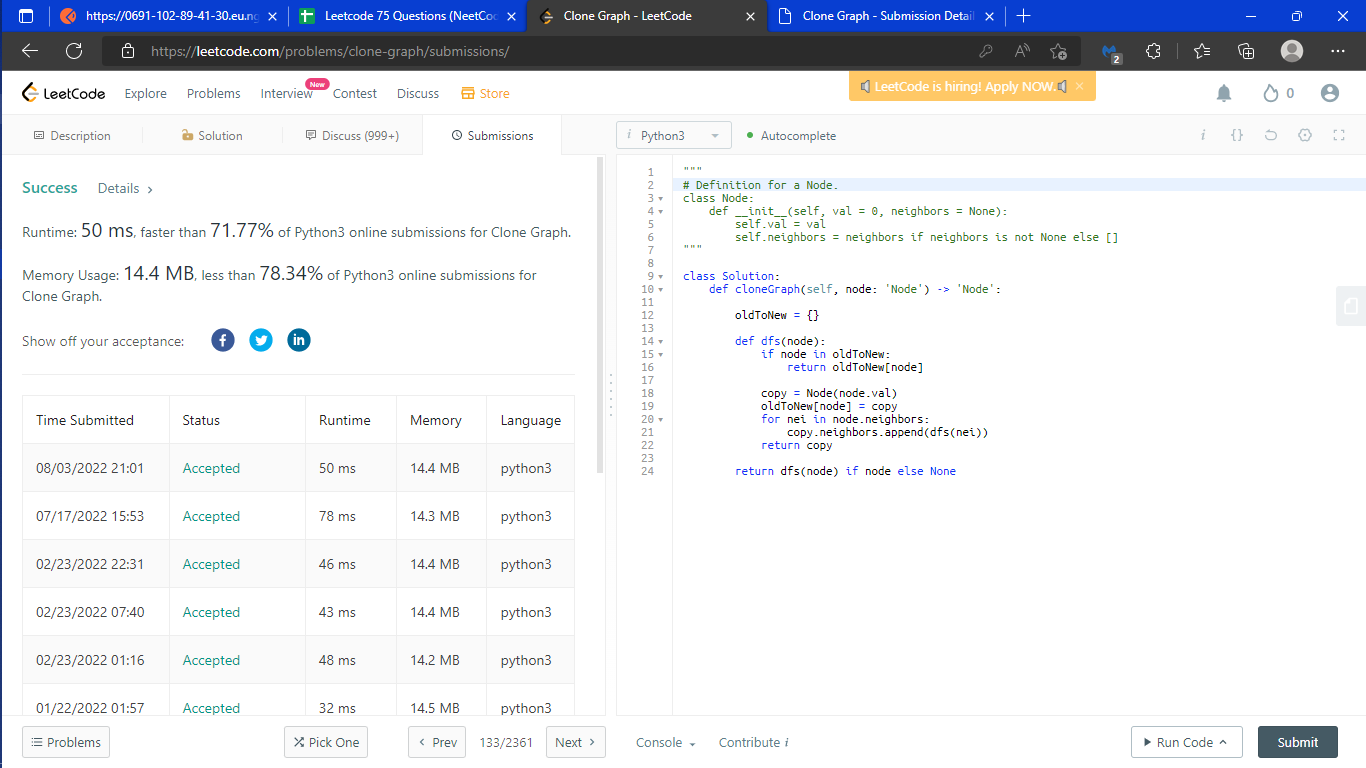 https://0691-102-89-41-30.eu.ng
Leetcode 75 Questions (NeetCo
Clone Graph - LeetCode
Clone Graph - Submission Detail
https://leetcode.com/problems/clone-graph/submissions/
2
LeetCode
Explore
Problems
Interview
New
Contest
Discuss
Store
LeetCode is hiring! Apply NOW.
0
Description
Solution
Discuss (999+)
Submissions
i Python3
Autocomplete
i {}
Success
Details >
Runtime: 50 ms, faster than 71.77% of Python3 online submissions for Clone Graph.
Memory Usage: 14.4 MB, less than 78.34% of Python3 online submissions for
Clone Graph.
Show off your acceptance:
Time Submitted Status Runtime Memory Language
08/03/2022 21:01 Accepted 50 ms 14.4 MB python3
07/17/2022 15:53 Accepted 78 ms 14.3 MB python3
02/23/2022 22:31 Accepted 46 ms 14.4 MB python3
02/23/2022 07:40 Accepted 43 ms 14.4 MB python3
02/23/2022 01:16 Accepted 48 ms 14.2 MB python3
01/22/2022 01:57 Accepted 32 ms 14.5 MB python3
1 """
2 # Definition for a Node.
3 class Node:
4     def __init__(self, val = 0, neighbors = None):
5         self.val = val
6         self.neighbors = neighbors if neighbors is not None else []
7 """
8
9 class Solution:
10     def cloneGraph(self, node: 'Node') -> 'Node':
11
12         oldToNew = {}
13
14         def dfs(node):
15             if node in oldToNew:
16                 return oldToNew[node]
17
18             copy = Node(node.val)
19             oldToNew[node] = copy
20             for nei in node.neighbors:
21                 copy.neighbors.append(dfs(nei))
22             return copy
23
24         return dfs(node) if node else None
Problems
Pick One
< Prev
133/2361
Next >
Console
Contribute i
Run Code
Submit